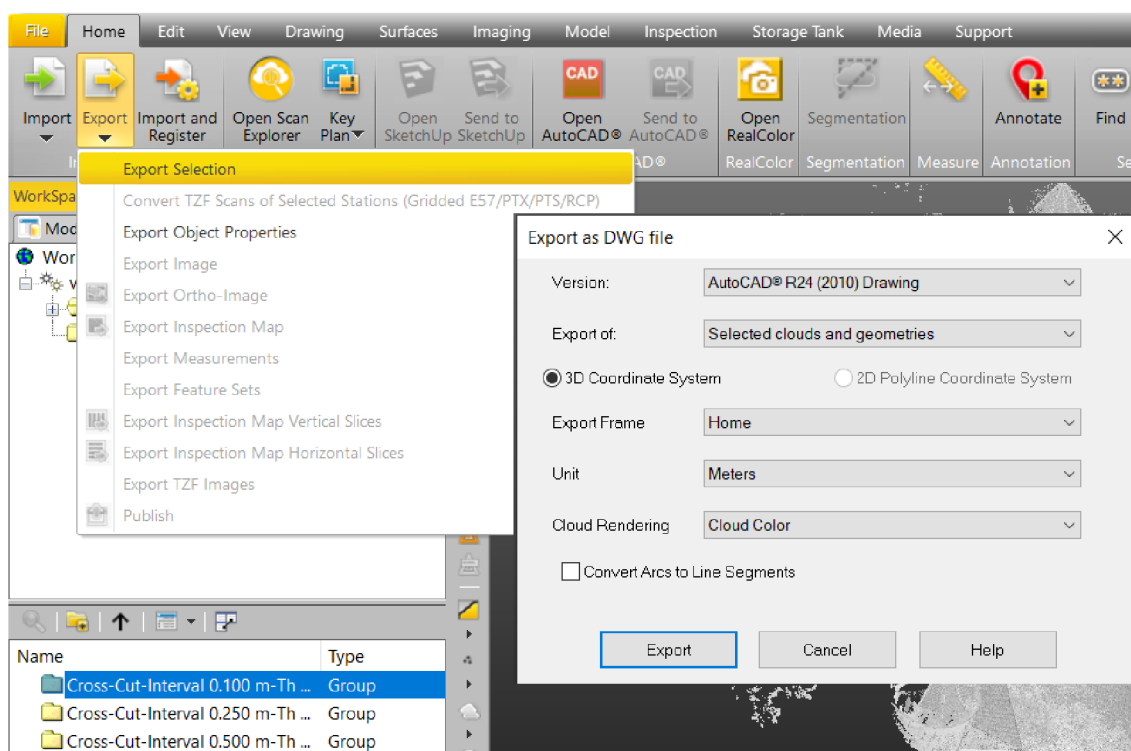 File Home Edit View Drawing Surfaces Imaging Model Inspection Storage Tank Media Support
Import Export Import and Register Open Scan Explorer Key Plan Open SketchUp Send to SketchUp CAD Open AutoCAD® CAD Send to AutoCAD® Open RealColor Segmentation Annotate ** Find
AD® RealColor Segmentation Measure Annotation
Export Selection
Convert TZF Scans of Selected Stations (Gridded E57/PTX/PTS/RCP)
Export Object Properties
Export Image
Export Ortho-Image
Export Inspection Map
Export Measurements
Export Feature Sets
Export Inspection Map Vertical Slices
Export Inspection Map Horizontal Slices
Export TZF Images
Publish
WorkSpa
Mod
Wor
Export as DWG file
Version: AutoCAD® R24 (2010) Drawing
Export of: Selected clouds and geometries
3D Coordinate System 2D Polyline Coordinate System
Export Frame Home
Unit Meters
Cloud Rendering Cloud Color
Convert Arcs to Line Segments
Export Cancel Help
Name Type
Cross-Cut-Interval 0.100 m-Th ... Group
Cross-Cut-Interval 0.250 m-Th ... Group
Cross-Cut-Interval 0.500 m-Th ... Group